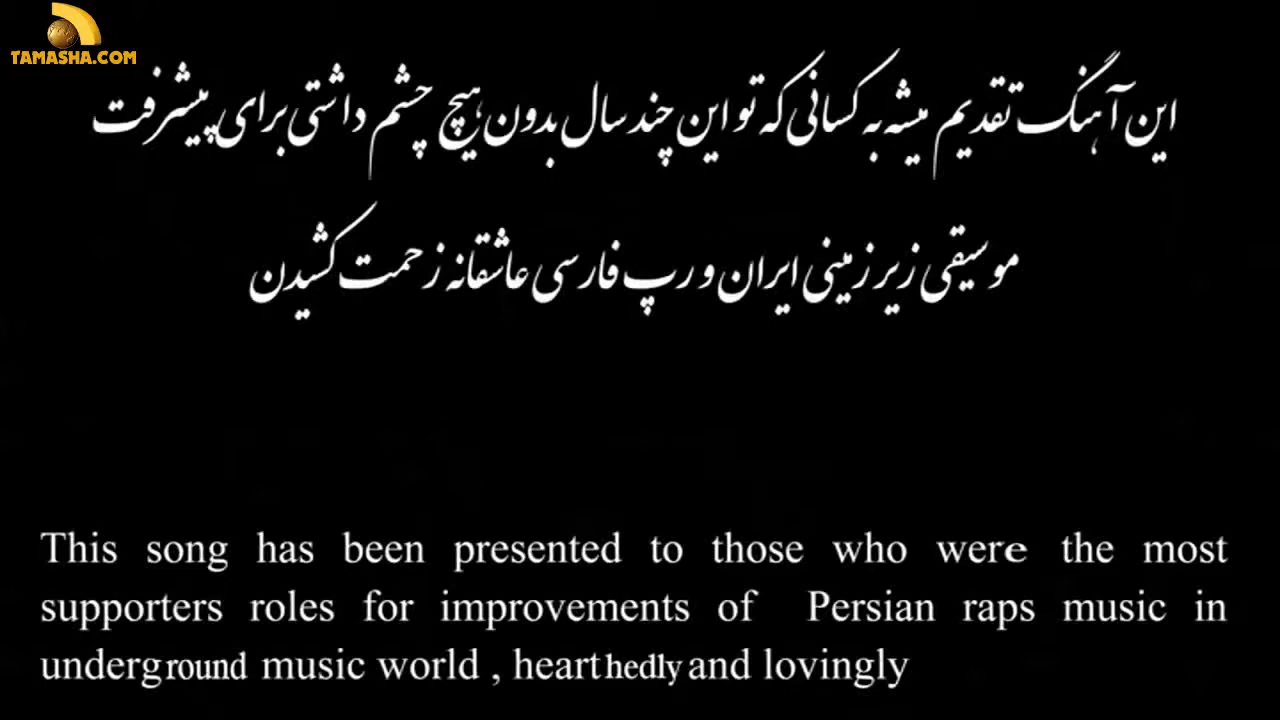 TAMASHA.COM
این آهنگ تقدیم میشه به کسانی که تو این چند سال بدون هیچ چشم داشتی برای پیشرفت
موسیقی زیر زمینی ایران و رپ فارسی عاشقانه زحمت کشیدن
This song has been presented to those who were the most
supporters roles for improvements of Persian raps music in
underground music world , hearthedly and lovingly